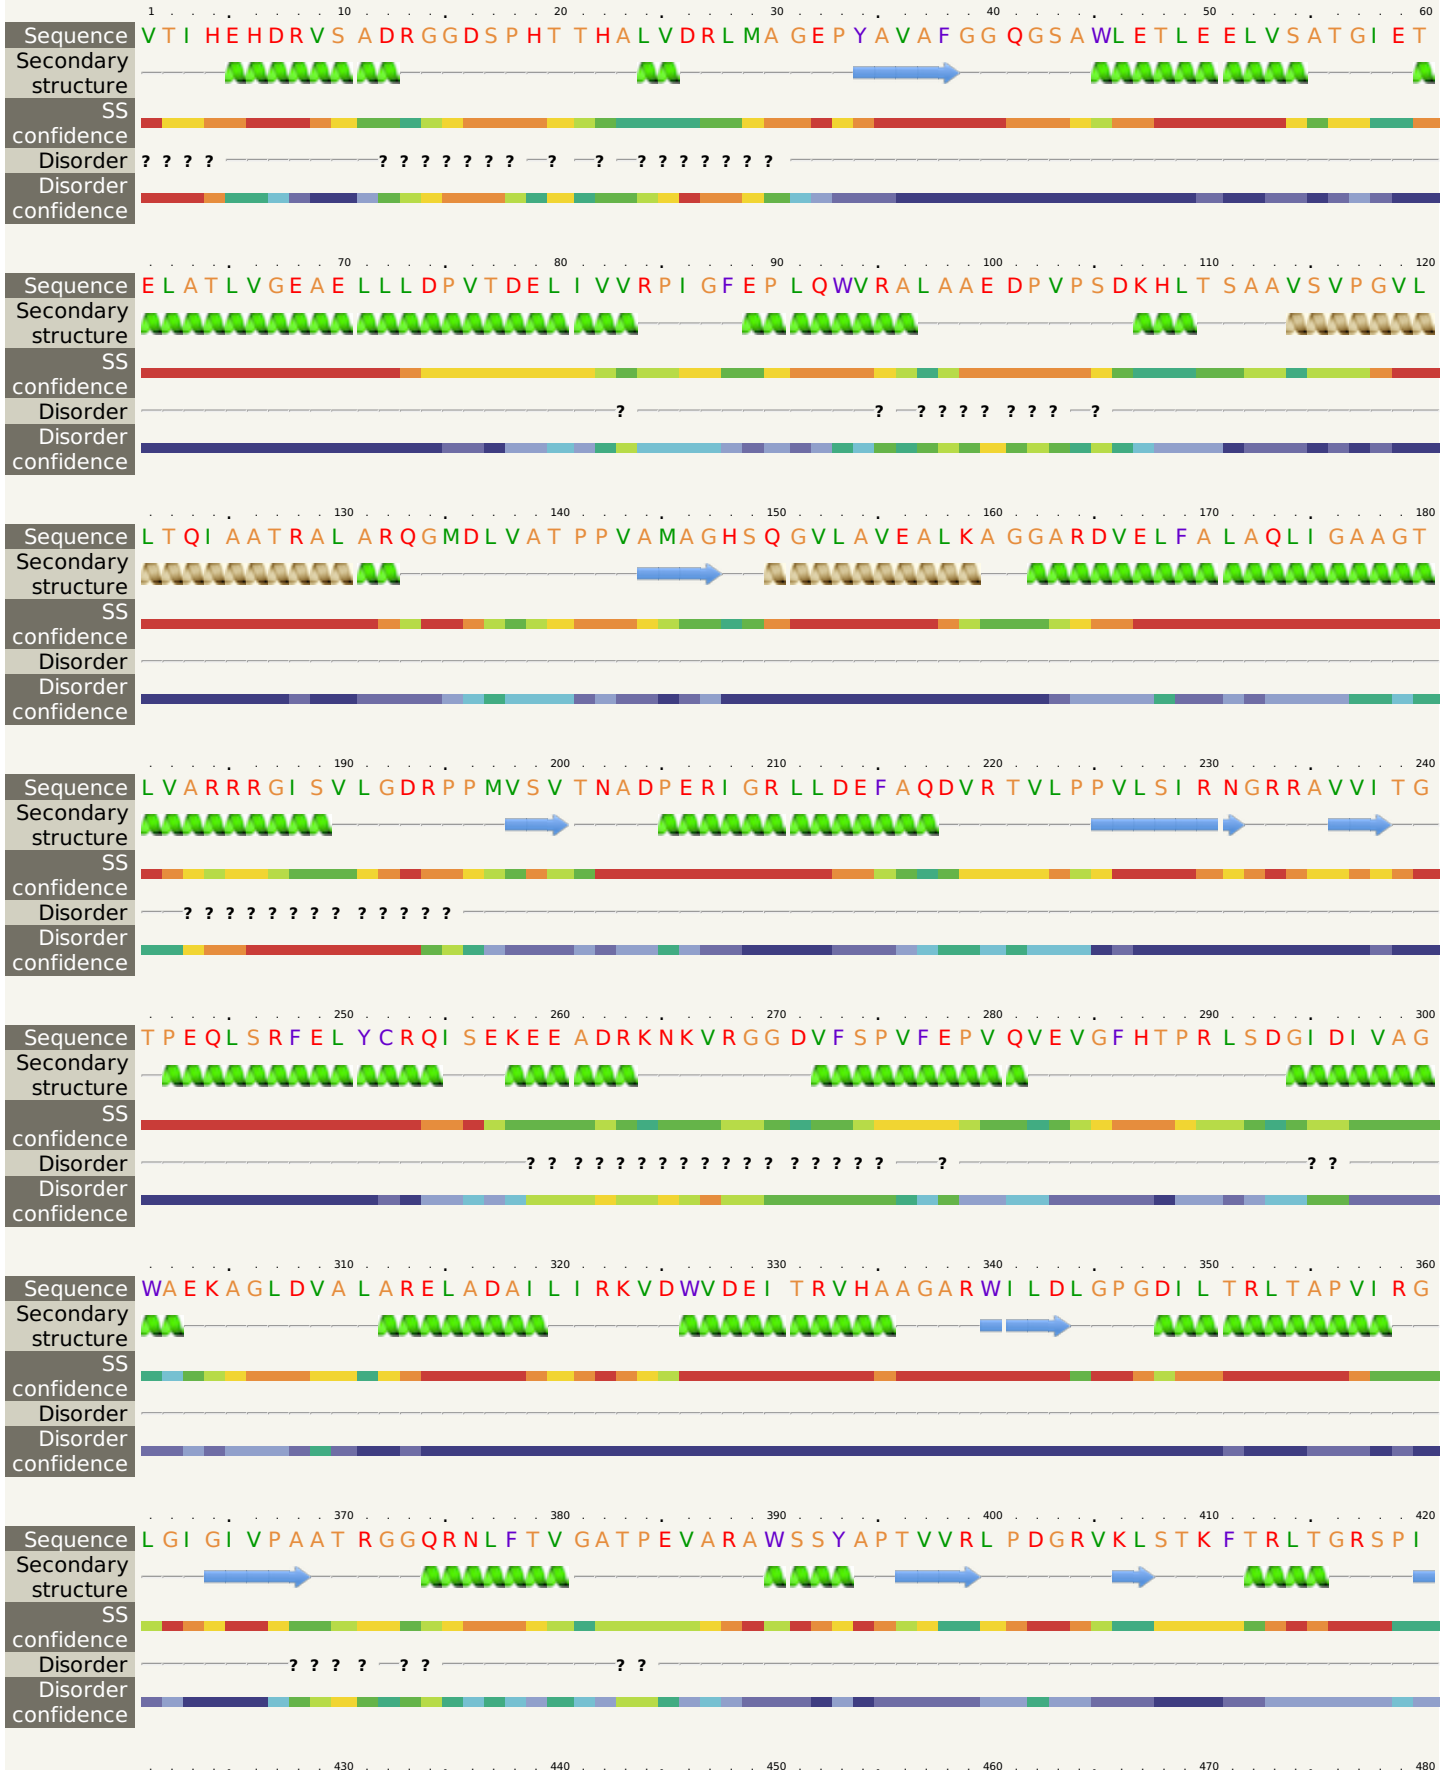 1 10 20 30 40 50 60
Sequence VTIHEHDRVSADRGGDSPHTTHALVDRLMAGEPYAVAFGGQGSAWLETLEELVSATGIET
Secondary
structure
SS
confidence
Disorder ? ? ? ? ? ? ? ? ? ? ? ? ? ? ? ? ? ? ? ? 
Disorder
confidence
70 80 90 100 110 120
Sequence ELATLVGEAELLLDPVTDELIVVRPIGFEPLQWVRALAAEDPVPSDKHLTSAAVSVPGVL
Secondary
structure
SS
confidence
Disorder ? ? ? ? ? ? ? ? ? ?
Disorder
confidence
130 140 150 160 170 180
Sequence LTQIAATRALARQGMDLVATPPVAMAGHSQGVLAVEALKAGGARDVELFALAQLIGAAGT
Secondary
structure
SS
confidence
Disorder
Disorder
confidence
190 200 210 220 230 240
Sequence LVARRRGISVLGDRPPMVSVTNADPERIGRLLDEFAQDVRTVLPPVLSIRNGRRAVVITG
Secondary
structure
SS
confidence
Disorder ? ? ? ? ? ? ? ? ? ? ? ? ?
Disorder
confidence
250 260 270 280 290 300
Sequence TPEQLSRFELYCRQISEKEEADRKNKVRGGDVFSPVFEPVQVEVGFHTPRLSDGIDIVAG
Secondary
structure
SS
confidence
Disorder ? ? ? ? ? ? ? ? ? ? ? ? ? ? ? ? ? ? ? ? 
Disorder
confidence
310 320 330 340 350 360
Sequence WAEKAGLDVALARELADAILIRKVDWVDEITRVHAAGARWILDLGPGDILTRLTAPVIRG
Secondary
structure
SS
confidence
Disorder
Disorder
confidence
370 380 390 400 410 420
Sequence LGIGIVPAATRGGQRNLFTVGATPEVARAWSSYAPTVVRLPDGRVKLSTKFTRLTGRSPI
Secondary
structure
SS
confidence
Disorder ? ? ? ? ? ? ? ?
Disorder
confidence
430 440 450 460 470 480